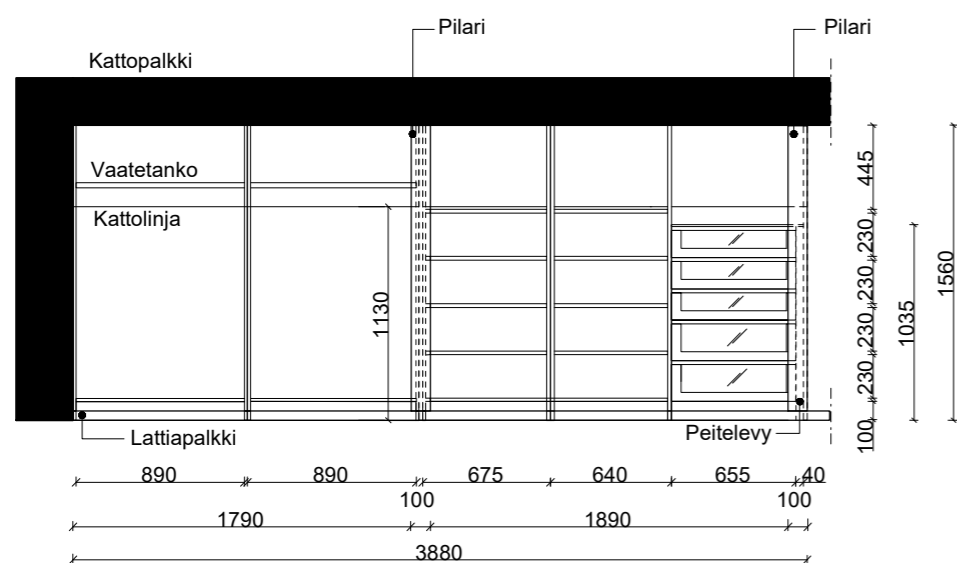 Pilari
Pilari
Kattopalkki
Vaatetanko
Kattolinja
1130
445
230
230
230
230
100
1035
1560
Lattiapalkki
Peitelevy
890
890
675
640
655
40
100
100
1790
1890
3880